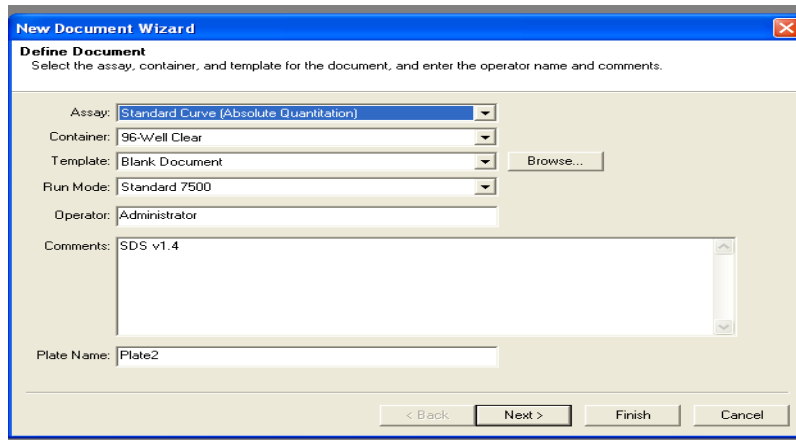 New Document Wizard
Define Document
Select the assay, container, and template for the document, and enter the operator name and comments.
Assay: Standard Curve (Absolute Quantitation)
Container: 96-Well Clear
Template: Blank Document Browse...
Run Mode: Standard 7500
Operator: Administrator
Comments: SDS v1.4
Plate Name: Plate2
< Back Next > Finish Cancel